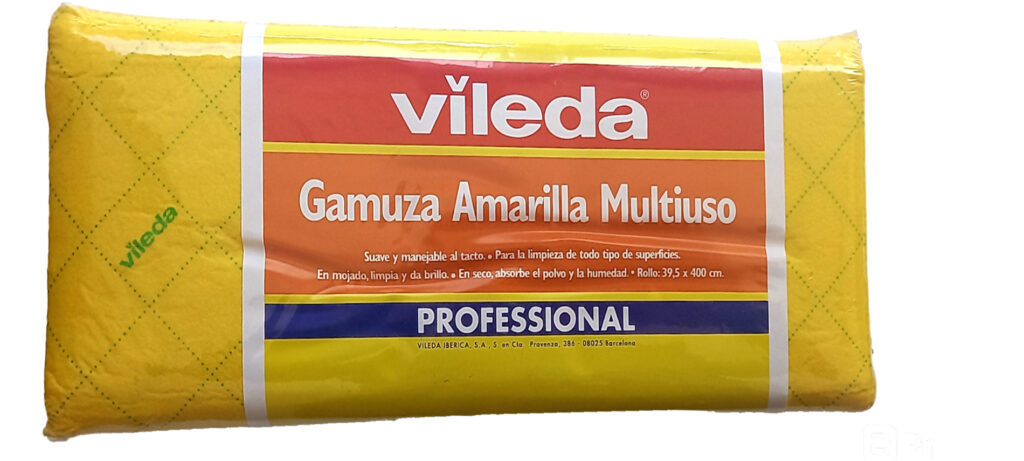 vileda®
Gamuza Amarilla Multiuso
Suave y manejable al tacto. • Para la limpieza de todo tipo de superficies.
En mojado, limpia y da brillo. • En seco, absorbe el polvo y la humedad. • Rollo: 39,5 x 400 cm.
PROFESSIONAL
VILEDA IBERICA, S.A., S. en Cta. Provenza, 386 - 08025 Barcelona
vileda